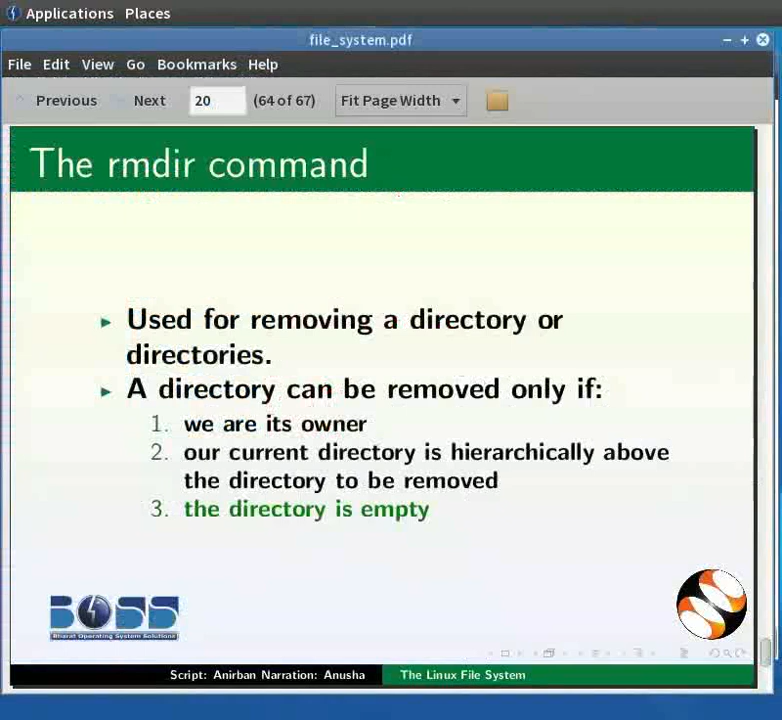 Applications Places
file_system.pdf
File Edit View Go Bookmarks Help
Previous Next 20 (64 of 67) Fit Page Width
The rmdir command
Used for removing a directory or
directories.
A directory can be removed only if:
1. we are its owner
2. our current directory is hierarchically above
the directory to be removed
3. the directory is empty
BOSS
Bharat Operating System Solutions
Script: Anirban Narration: Anusha The Linux File System